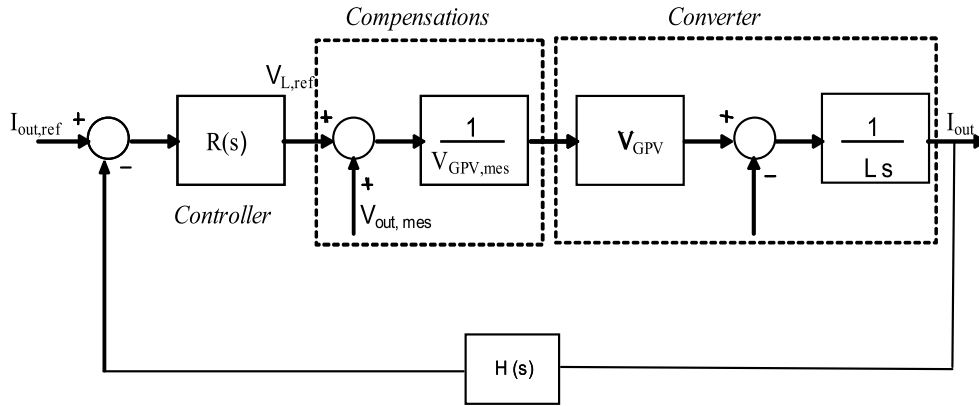 Compensations
Converter
V_L,ref
I_out,ref
+
-
R(s)
Controller
+
+
V_out, mes
1
V_GPV,mes
V_GPV
+
-
1
L s
I_out
H (s)